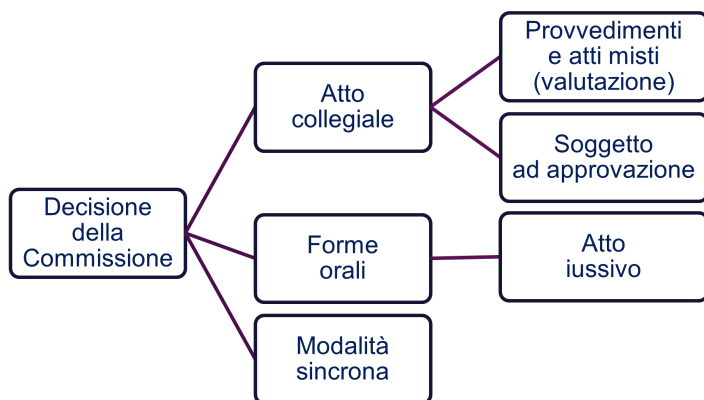 Decisione
della
Commissione
Atto
collegiale
Provvedimenti
e atti misti
(valutazione)
Soggetto
ad approvazione
Forme
orali
Atto
iussivo
Modalità
sincrona